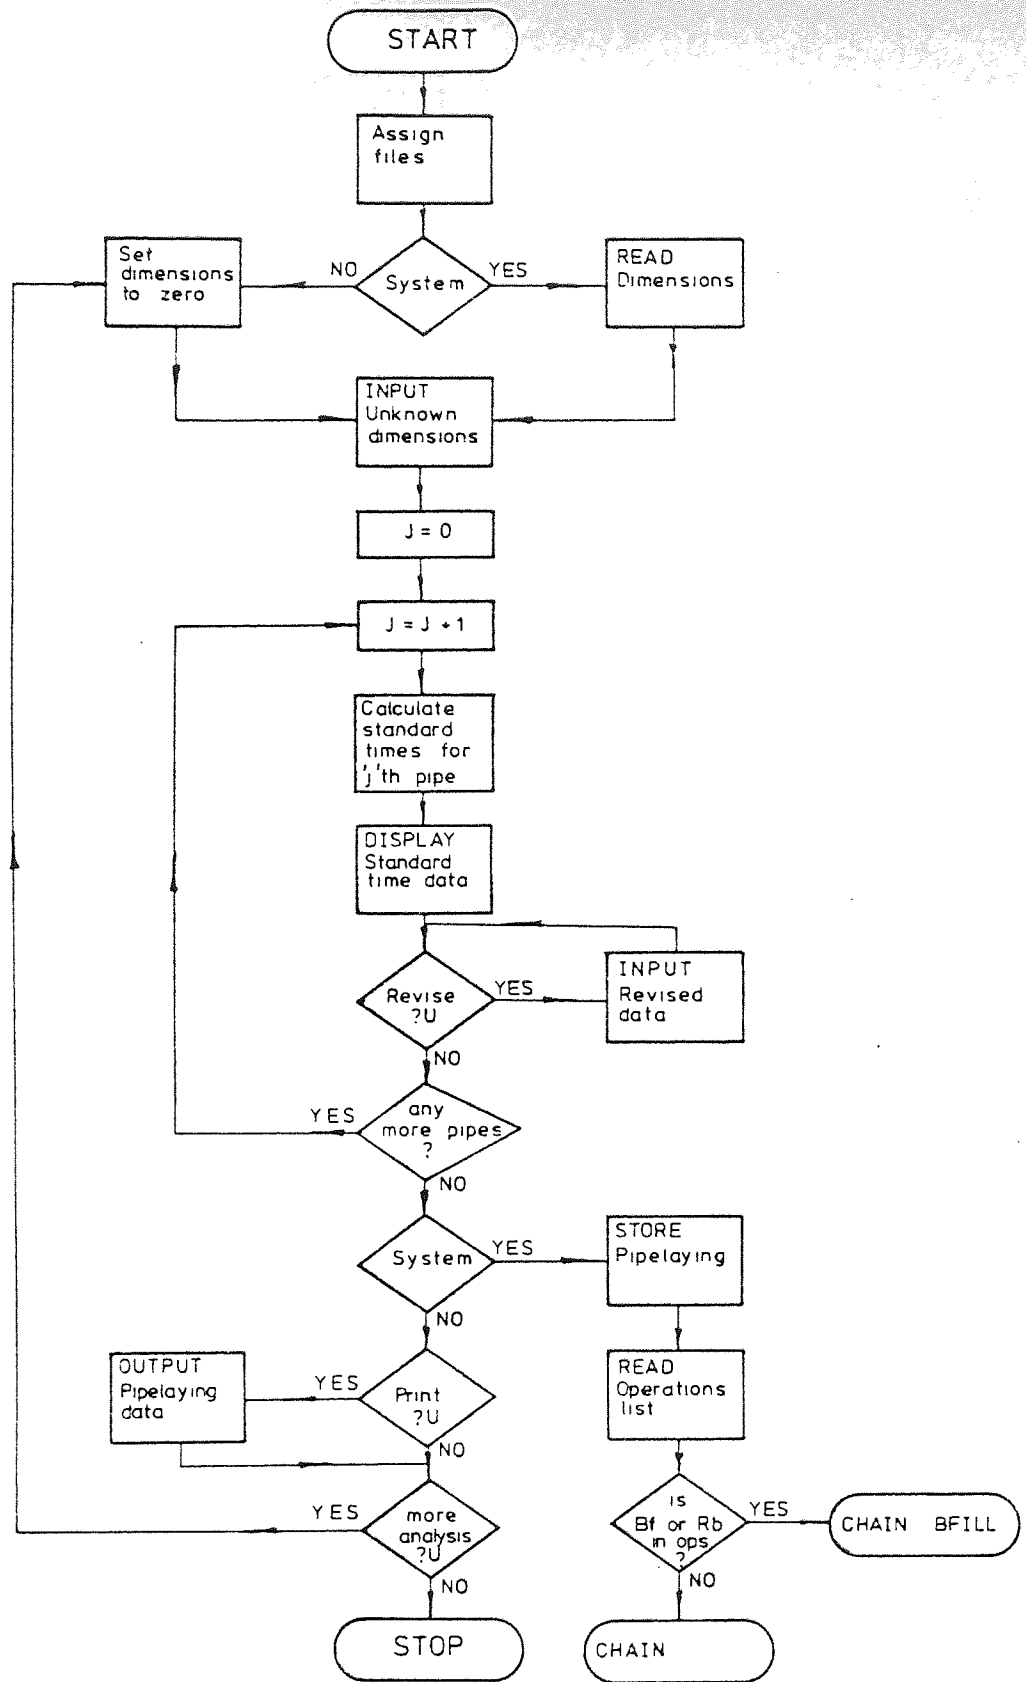 START
Assign
files
Set
dimensions
to zero
NO
System
YES
READ
Dimensions
INPUT
Unknown
dimensions
J = 0
J = J + 1
Calculate
standard
times for
'j'th pipe
DISPLAY
Standard
time data
Revise
?U
YES
INPUT
Revised
data
NO
YES
any
more pipes
?
NO
System
YES
STORE
Pipelaying
NO
OUTPUT
Pipelaying
data
YES
Print
?U
READ
Operations
list
NO
YES
more
analysis
?U
is
Bf or Rb
in ops
?
YES
CHAIN BFILL
NO
NO
STOP
CHAIN